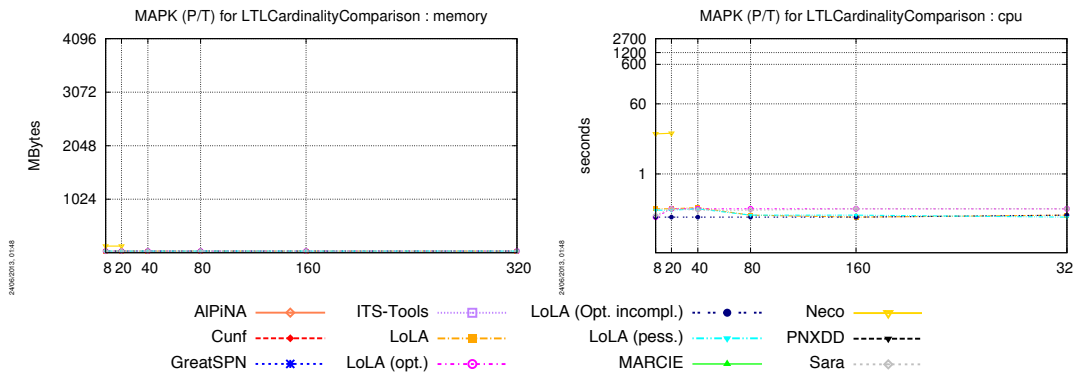 MAPK (P/T) for LTLCardinalityComparison : memory
4096
3072
2048
1024
MBytes
8 20 40 80 160 320
24/06/2013, 01:48
MAPK (P/T) for LTLCardinalityComparison : cpu
2700
1200
600
60
1
seconds
8 20 40 80 160 32
24/06/2013, 01:48
AlPiNA ITS-Tools LoLA (Opt. incompl.) Neco
Cunf LoLA LoLA (pess.) PNXDD
GreatSPN LoLA (opt.) MARCIE Sara